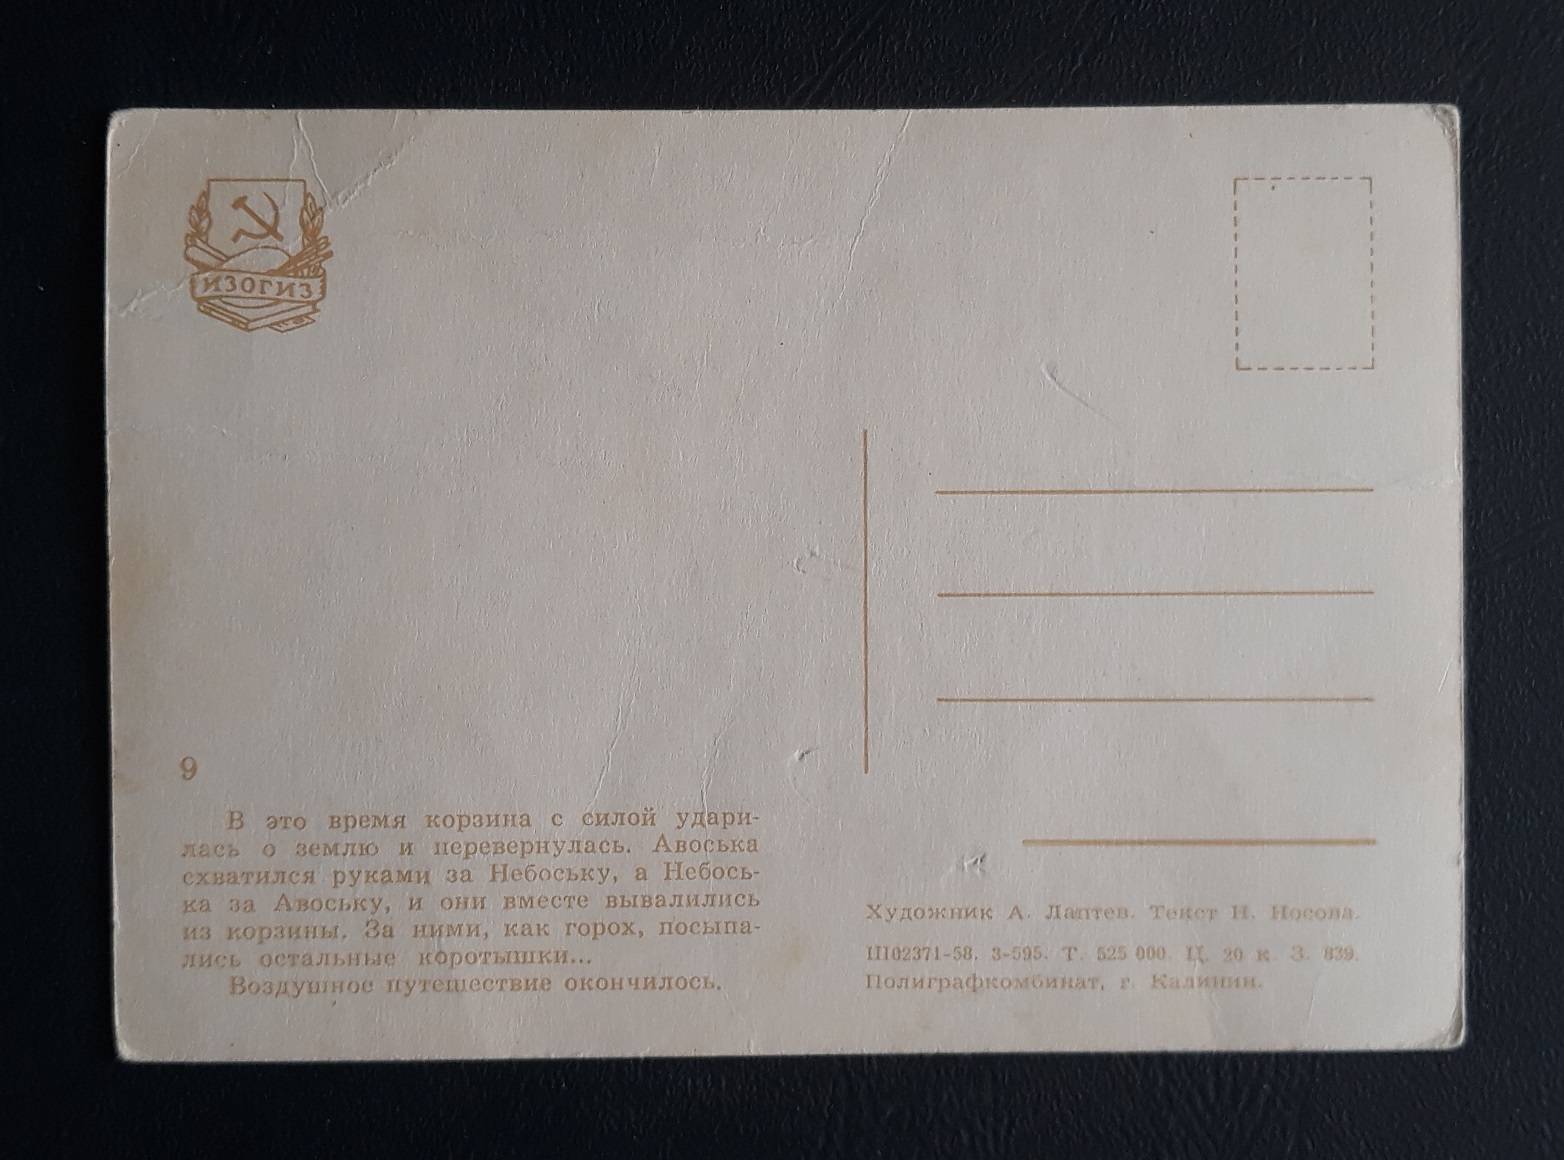 ИЗОГИЗ
9
В это время корзина с силой удари-
лась о землю и перевернулась. Авоська
схватился руками за Небоську, а Небось-
ка за Авоську, и они вместе вывалились
из корзины. За ними, как горох, посыпа-
лись остальные коротышки...
Воздушное путешествие окончилось.
Художник А. Лаптев. Текст Н. Носова.
Ш02371-58. З-595. Т. 525 000. Ц. 20 к. З. 839.
Полиграфкомбинат, г. Калинин.